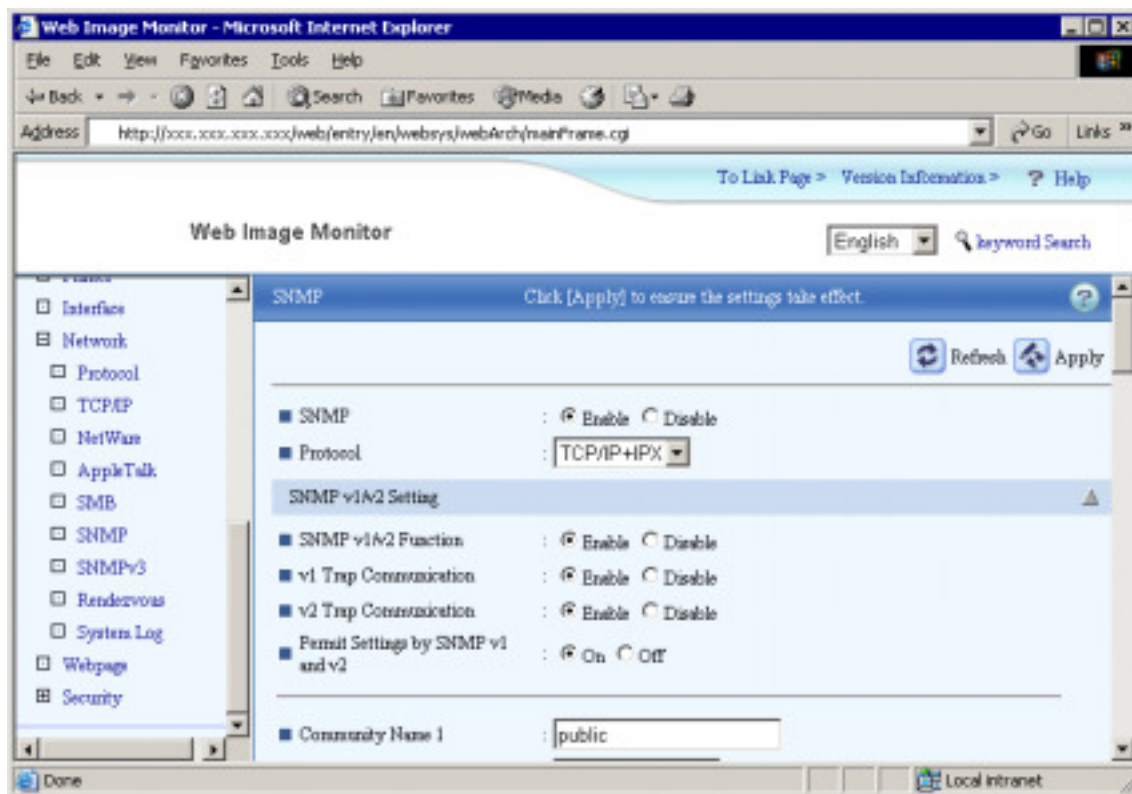 Web Image Monitor - Microsoft Internet Explorer
File Edit View Favorites Tools Help
Back Search Favorites Media
Address http://xxx.xxx.xxx.xxx/web/entry/en/websys/webArch/mainFrame.cgi Go Links »
To Link Page > Version Information > ? Help
Web Image Monitor
English keyword Search
Printer
Interface
Network
Protocol
TCP/IP
NetWare
AppleTalk
SMB
SNMP
SNMPv3
Rendezvous
System Log
Webpage
Security
SNMP Click [Apply] to ensure the settings take effect. ?
Refresh Apply
SNMP : Enable Disable
Protocol : TCP/IP+IPX
SNMP v1/v2 Setting
SNMP v1/v2 Function : Enable Disable
v1 Trap Communication : Enable Disable
v2 Trap Communication : Enable Disable
Permit Settings by SNMP v1
and v2 : On Off
Community Name 1 : public
Done Local intranet